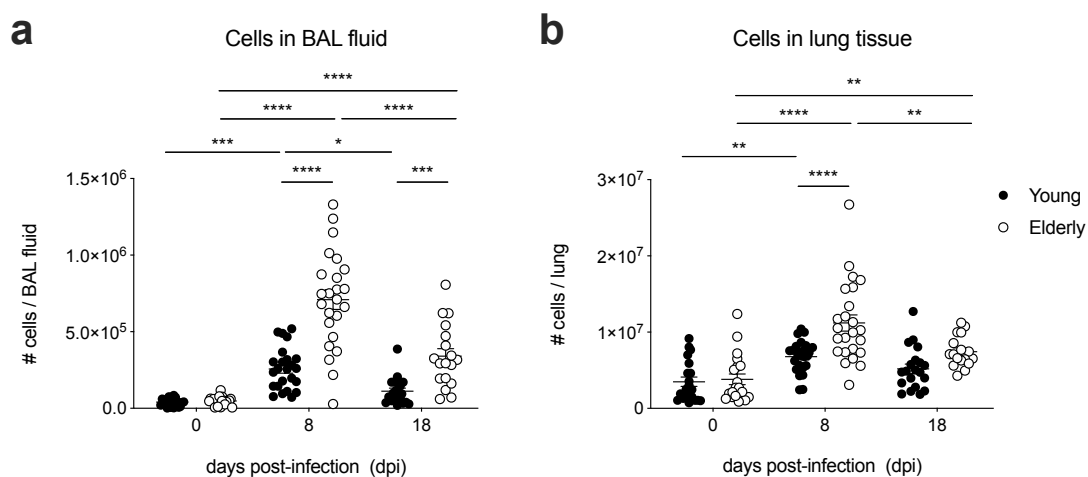 a
Cells in BAL fluid
****
**** ****
*** *
**** ***
1.5×10⁶
1.0×10⁶
5.0×10⁵
0.0
# cells / BAL fluid
0 8 18
days post-infection (dpi)
b
Cells in lung tissue
**
**** **
**
****
3×10⁷
2×10⁷
1×10⁷
0
# cells / lung
0 8 18
days post-infection (dpi)
Young
Elderly